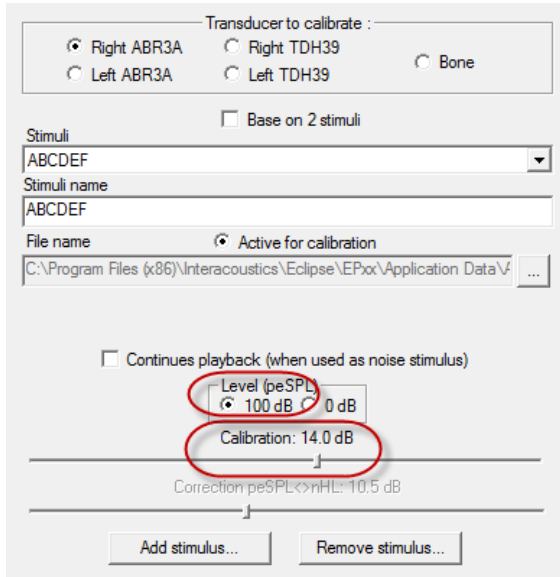 Transducer to calibrate :
Right ABR3A Right TDH39
Bone
Left ABR3A Left TDH39
Base on 2 stimuli
Stimuli
ABCDEF
Stimuli name
ABCDEF
File name Active for calibration
C:\Program Files (x86)\Interacoustics\Eclipse\EPxx\Application Data\A ...
Continues playback (when used as noise stimulus)
Level (peSPL)
100 dB 0 dB
Calibration: 14.0 dB
Correction peSPL<>nHL: 10.5 dB
Add stimulus... Remove stimulus...